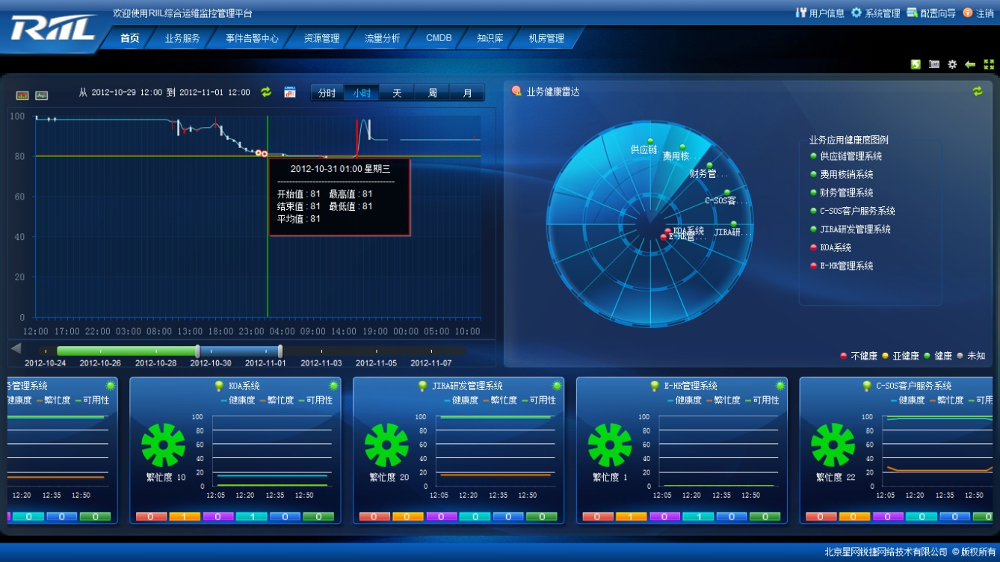 欢迎使用RIIL综合运维监控管理平台
用户信息 系统管理 配置向导 注销
RIIL
首页 业务服务 事件告警中心 资源管理 流量分析 CMDB 知识库 机房管理
从 2012-10-29 12:00 到 2012-11-01 12:00
分时 小时 天 周 月
100
80
60
40
20
0
12:00 17:00 22:00 03:00 08:00 13:00 18:00 23:00 04:00 09:00 14:00 19:00 00:00 05:00 10:00
2012-10-31 01:00 星期三
开始值 : 81 最高值 : 81
结束值 : 81 最低值 : 81
平均值 : 81
2012-10-24 2012-10-26 2012-10-28 2012-10-30 2012-11-01 2012-11-03 2012-11-05 2012-11-07
业务健康雷达
供应链
费用核...
财务管...
C-SOS客...
JIRA研...
KOA系统
E-HR管...
业务应用健康度图例
供应链管理系统
费用核销系统
财务管理系统
C-SOS客户服务系统
JIRA研发管理系统
KOA系统
E-HR管理系统
不健康 亚健康 健康 未知
管理系统
健康度 繁忙度 可用性
12:20 12:35 12:50
0 0 0
KOA系统
健康度 繁忙度 可用性
100
80
60
40
20
0
繁忙度 10
12:05 12:20 12:35 12:50
0 1 0 1 0 0
JIRA研发管理系统
健康度 繁忙度 可用性
100
80
60
40
20
0
繁忙度 20
12:05 12:20 12:35 12:50
0 0 0 0 0 0
E-HR管理系统
健康度 繁忙度 可用性
100
80
60
40
20
0
繁忙度 1
12:05 12:20 12:35 12:50
0 1 0 1 0 0
C-SOS客户服务系统
健康度 繁忙度 可用
100
80
60
40
20
0
繁忙度 22
12:05 12:20 12:35 12:50
0 0 0 0 0 0
北京星网锐捷网络技术有限公司 © 版权所有